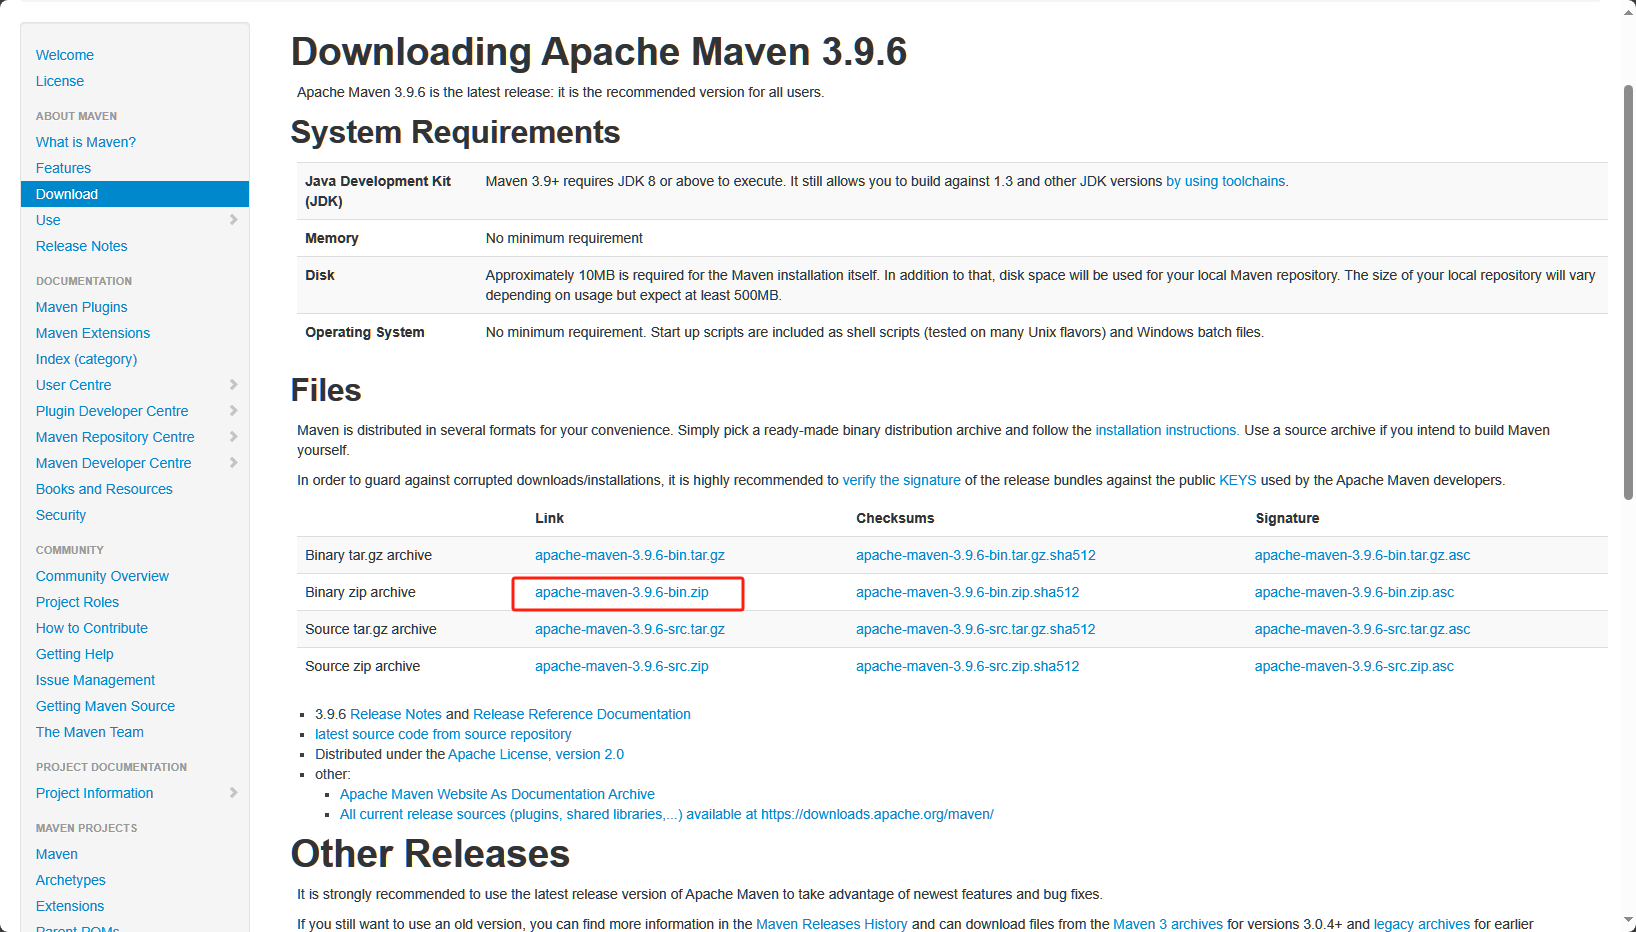 Welcome
License
ABOUT MAVEN
What is Maven?
Features
Download
Use
Release Notes
DOCUMENTATION
Maven Plugins
Maven Extensions
Index (category)
User Centre
Plugin Developer Centre
Maven Repository Centre
Maven Developer Centre
Books and Resources
Security
COMMUNITY
Community Overview
Project Roles
How to Contribute
Getting Help
Issue Management
Getting Maven Source
The Maven Team
PROJECT DOCUMENTATION
Project Information
MAVEN PROJECTS
Maven
Archetypes
Extensions
Parent POMs
Downloading Apache Maven 3.9.6
Apache Maven 3.9.6 is the latest release: it is the recommended version for all users.
System Requirements
Java Development Kit Maven 3.9+ requires JDK 8 or above to execute. It still allows you to build against 1.3 and other JDK versions by using toolchains.
(JDK)
Memory No minimum requirement
Disk Approximately 10MB is required for the Maven installation itself. In addition to that, disk space will be used for your local Maven repository. The size of your local repository will vary
depending on usage but expect at least 500MB.
Operating System No minimum requirement. Start up scripts are included as shell scripts (tested on many Unix flavors) and Windows batch files.
Files
Maven is distributed in several formats for your convenience. Simply pick a ready-made binary distribution archive and follow the installation instructions. Use a source archive if you intend to build Maven
yourself.
In order to guard against corrupted downloads/installations, it is highly recommended to verify the signature of the release bundles against the public KEYS used by the Apache Maven developers.
Link Checksums Signature
Binary tar.gz archive apache-maven-3.9.6-bin.tar.gz apache-maven-3.9.6-bin.tar.gz.sha512 apache-maven-3.9.6-bin.tar.gz.asc
Binary zip archive apache-maven-3.9.6-bin.zip apache-maven-3.9.6-bin.zip.sha512 apache-maven-3.9.6-bin.zip.asc
Source tar.gz archive apache-maven-3.9.6-src.tar.gz apache-maven-3.9.6-src.tar.gz.sha512 apache-maven-3.9.6-src.tar.gz.asc
Source zip archive apache-maven-3.9.6-src.zip apache-maven-3.9.6-src.zip.sha512 apache-maven-3.9.6-src.zip.asc
3.9.6 Release Notes and Release Reference Documentation
latest source code from source repository
Distributed under the Apache License, version 2.0
other:
Apache Maven Website As Documentation Archive
All current release sources (plugins, shared libraries,...) available at https://downloads.apache.org/maven/
Other Releases
It is strongly recommended to use the latest release version of Apache Maven to take advantage of newest features and bug fixes.
If you still want to use an old version, you can find more information in the Maven Releases History and can download files from the Maven 3 archives for versions 3.0.4+ and legacy archives for earlier